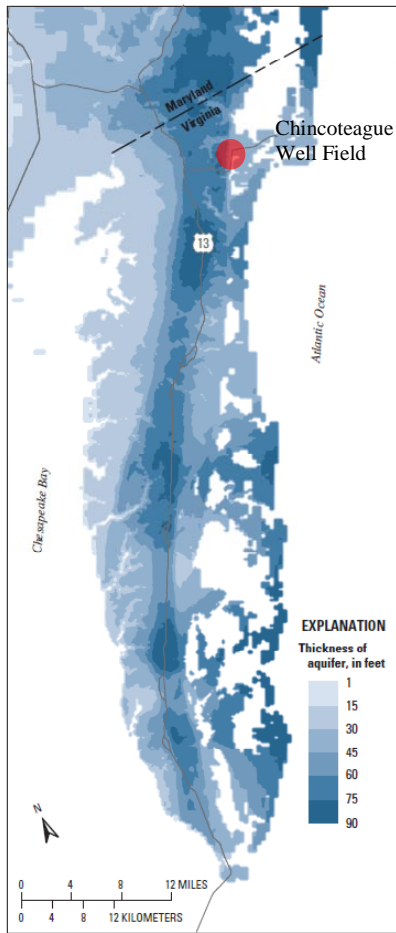 Maryland
Virginia
Chincoteague
Well Field
13
Atlantic Ocean
Chesapeake Bay
EXPLANATION
Thickness of
aquifer, in feet
1
15
30
45
60
75
90
N
0 4 8 12 MILES
0 4 8 12 KILOMETERS